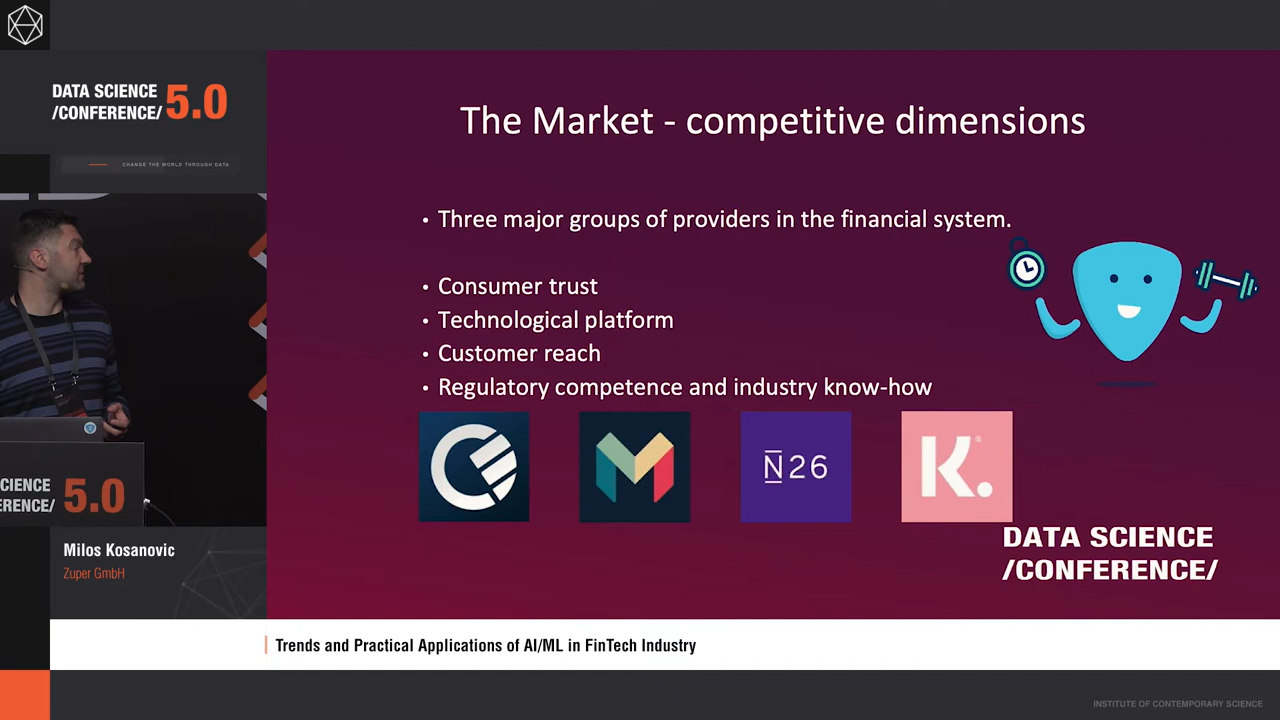 DATA SCIENCE
/CONFERENCE/ 5.0
CHANGE THE WORLD THROUGH DATA
The Market - competitive dimensions
• Three major groups of providers in the financial system.
• Consumer trust
• Technological platform
• Customer reach
• Regulatory competence and industry know-how
N26
K.
DATA SCIENCE
/CONFERENCE/
CIENCE
ERENCE/ 5.0
Milos Kosanovic
Zuper GmbH
Trends and Practical Applications of AI/ML in FinTech Industry
INSTITUTE OF CONTEMPORARY SCIENCE